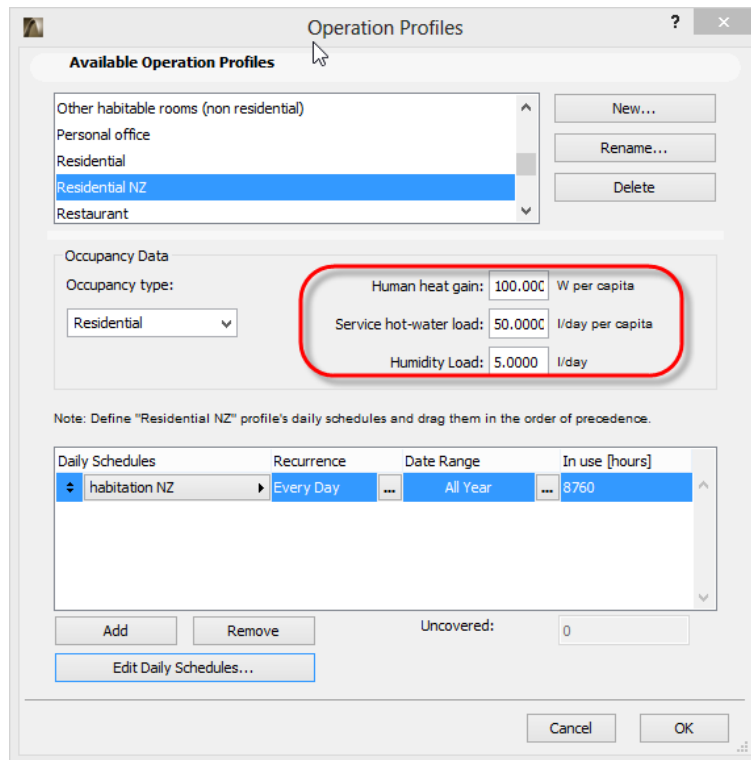 Operation Profiles
?
Available Operation Profiles
Other habitable rooms (non residential)
Personal office
Residential
Residential NZ
Restaurant
New...
Rename...
Delete
Occupancy Data
Occupancy type:
Residential
Human heat gain: 100.000 W per capita
Service hot-water load: 50.0000 l/day per capita
Humidity Load: 5.0000 l/day
Note: Define "Residential NZ" profile's daily schedules and drag them in the order of precedence.
Daily Schedules Recurrence Date Range In use [hours]
habitation NZ Every Day ... All Year ... 8760
Add Remove Uncovered: 0
Edit Daily Schedules...
Cancel OK